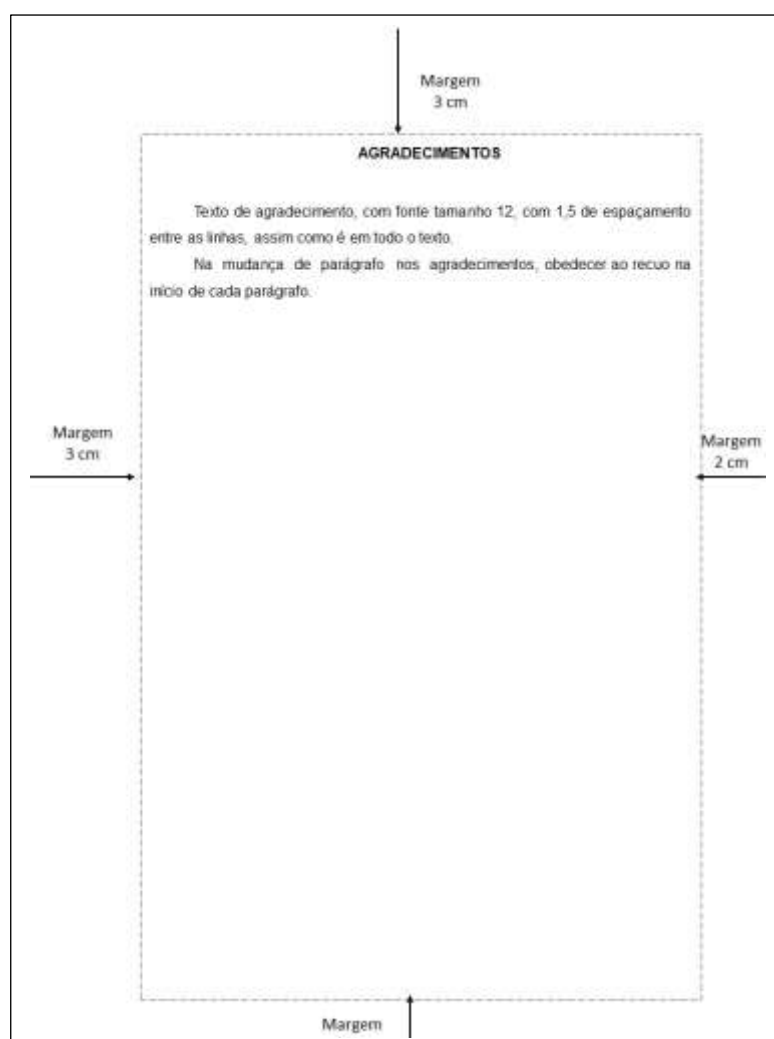 Margem
3 cm
AGRADECIMENTOS
Texto de agradecimento, com fonte tamanho 12, com 1,5 de espaçamento
entre as linhas, assim como é em todo o texto.
Na mudança de parágrafo nos agradecimentos, obedecer ao recuo na
início de cada parágrafo.
Margem
3 cm
Margem
2 cm
Margem